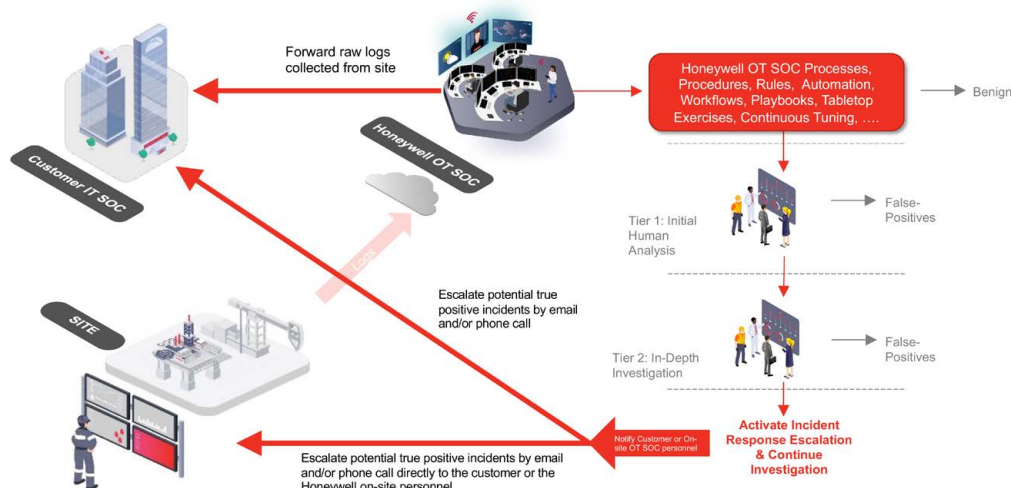 Forward raw logs
collected from site
Honeywell OT SOC Processes,
Procedures, Rules, Automation,
Workflows, Playbooks, Tabletop
Exercises, Continuous Tuning, ....
Benign
Customer IT SOC
Honeywell OT SOC
Logs
Tier 1: Initial
Human
Analysis
False-
Positives
SITE
Escalate potential true
positive incidents by email
and/or phone call
Tier 2: In-Depth
Investigation
False-
Positives
Notify Customer or On-
site OT SOC personnel
Activate Incident
Response Escalation
& Continue
Investigation
Escalate potential true positive incidents by email
and/or phone call directly to the customer or the
Honeywell on-site personnel